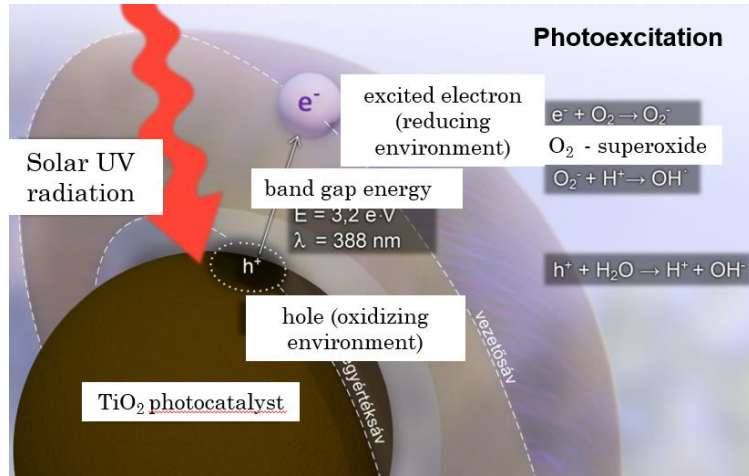 Photoexcitation
e⁻
excited electron
(reducing
environment)
e⁻ + O₂ → O₂⁻
O₂ - superoxide
O₂⁻ + H⁺→ OH˙
Solar UV
radiation
band gap energy
E = 3,2 e·V
λ = 388 nm
h⁺
h⁺ + H₂O → H⁺ + OH⁻
hole (oxidizing
environment)
vezetősáv
egyértéksáv
TiO₂ photocatalyst